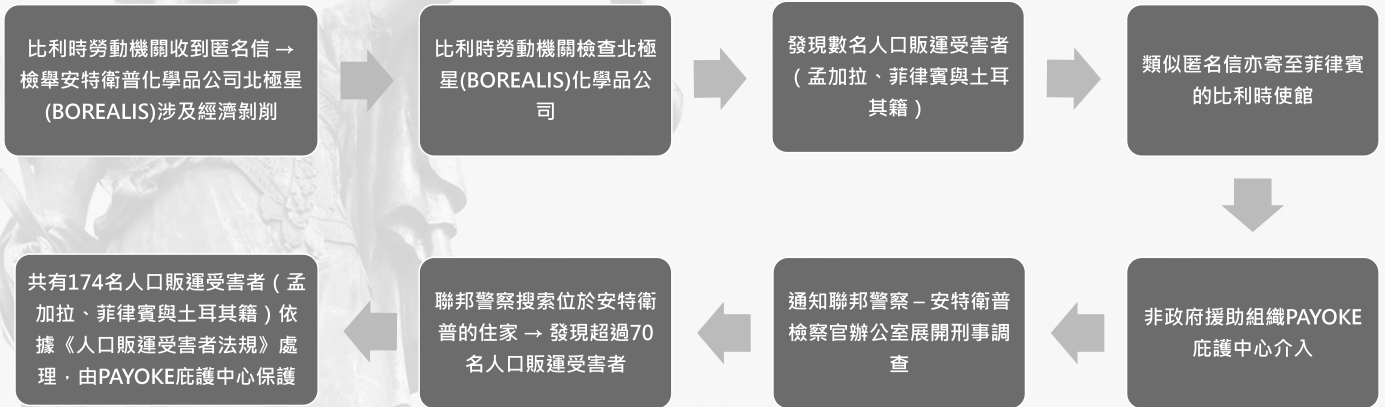 比利時勞動機關收到匿名信 →
檢舉安特衛普化學品公司北極星
(BOREALIS)涉及經濟剝削
比利時勞動機關檢查北極
星(BOREALIS)化學品公
司
發現數名人口販運受害者
（孟加拉、菲律賓與土耳
其籍）
類似匿名信亦寄至菲律賓
的比利時使館
非政府援助組織PAYOKE
庇護中心介入
通知聯邦警察 – 安特衛普
檢察官辦公室展開刑事調
查
聯邦警察搜索位於安特衛
普的住家 → 發現超過70
名人口販運受害者
共有174名人口販運受害者（孟
加拉、菲律賓與土耳其籍）依
據《人口販運受害者法規》處
理，由PAYOKE庇護中心保護